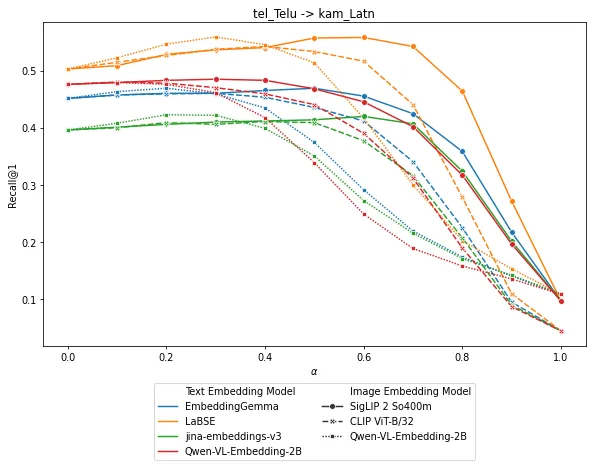 tel_Telu -> kam_Latn
Recall@1
0.5
0.4
0.3
0.2
0.1
0.0 0.2 0.4 0.6 0.8 1.0
α
Text Embedding Model Image Embedding Model
EmbeddingGemma SigLIP 2 So400m
LaBSE CLIP ViT-B/32
jina-embeddings-v3 Qwen-VL-Embedding-2B
Qwen-VL-Embedding-2B